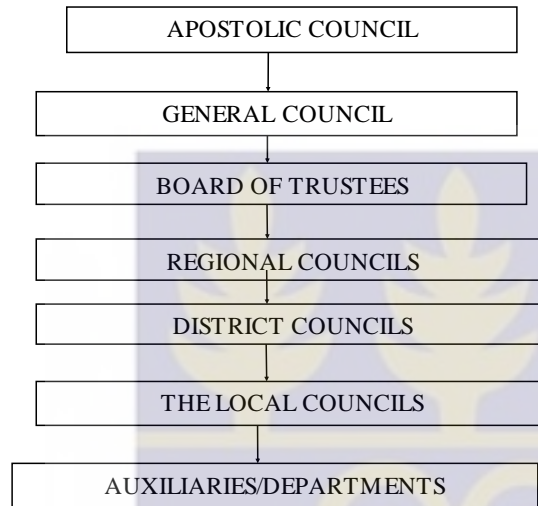 APOSTOLIC COUNCIL
GENERAL COUNCIL
BOARD OF TRUSTEES
REGIONAL COUNCILS
DISTRICT COUNCILS
THE LOCAL COUNCILS
AUXILIARIES/DEPARTMENTS